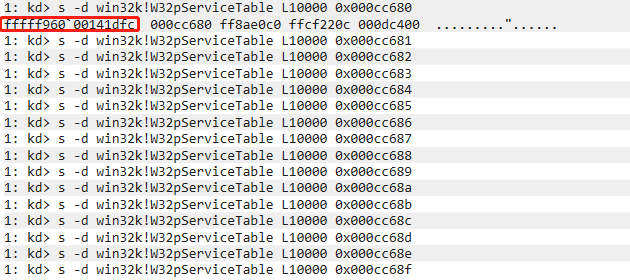 1: kd> s -d win32k!W32pServiceTable L10000 0x000cc680
fffff960`00141dfc  000cc680 ff8ae0c0 ffcf220c 000dc400  ........."......
1: kd> s -d win32k!W32pServiceTable L10000 0x000cc681
1: kd> s -d win32k!W32pServiceTable L10000 0x000cc682
1: kd> s -d win32k!W32pServiceTable L10000 0x000cc683
1: kd> s -d win32k!W32pServiceTable L10000 0x000cc684
1: kd> s -d win32k!W32pServiceTable L10000 0x000cc685
1: kd> s -d win32k!W32pServiceTable L10000 0x000cc686
1: kd> s -d win32k!W32pServiceTable L10000 0x000cc687
1: kd> s -d win32k!W32pServiceTable L10000 0x000cc688
1: kd> s -d win32k!W32pServiceTable L10000 0x000cc689
1: kd> s -d win32k!W32pServiceTable L10000 0x000cc68a
1: kd> s -d win32k!W32pServiceTable L10000 0x000cc68b
1: kd> s -d win32k!W32pServiceTable L10000 0x000cc68c
1: kd> s -d win32k!W32pServiceTable L10000 0x000cc68d
1: kd> s -d win32k!W32pServiceTable L10000 0x000cc68e
1: kd> s -d win32k!W32pServiceTable L10000 0x000cc68f